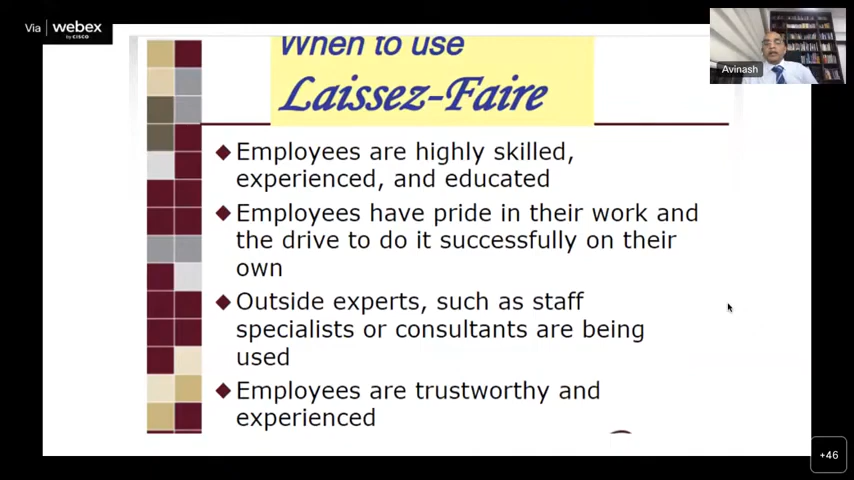 Via webex
by CISCO
When to use
Laissez-Faire
Avinash
Employees are highly skilled,
experienced, and educated
Employees have pride in their work and
the drive to do it successfully on their
own
Outside experts, such as staff
specialists or consultants are being
used
Employees are trustworthy and
experienced
+46